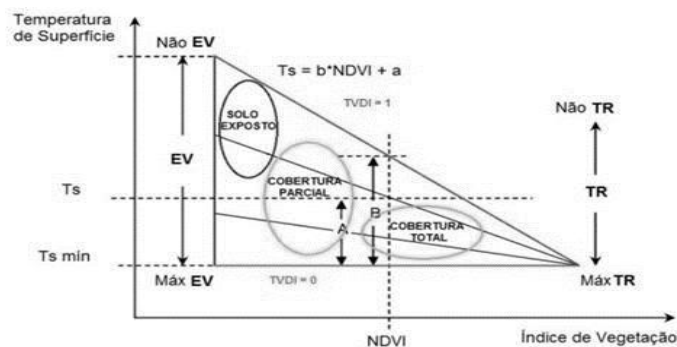 Temperatura
de Superfície
Não EV
Ts = b*NDVI + a
TVDI = 1
Não TR
SOLO
EXPOSTO
EV
COBERTURA
PARCIAL
TR
Ts
B
A
COBERTURA
TOTAL
Ts min
Máx EV
TVDI = 0
Máx TR
NDVI
Índice de Vegetação